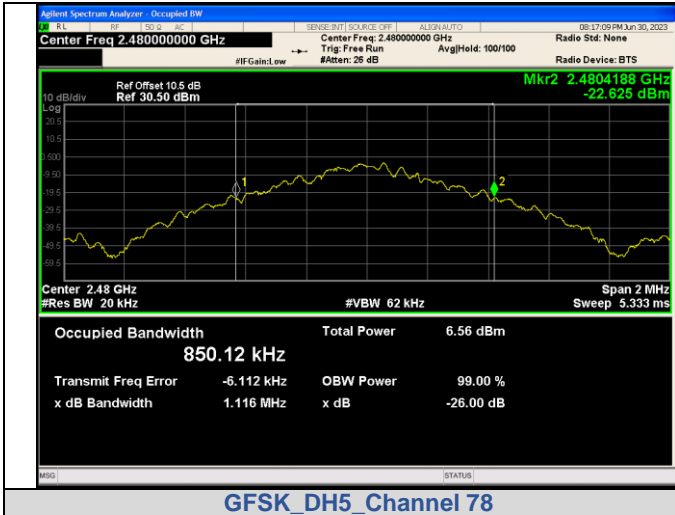 Agilent Spectrum Analyzer - Occupied BW
RL RF 50 Ω AC SENSE:INT SOURCE OFF ALIGN AUTO 08:17:09 PM Jun 30, 2023
Center Freq 2.480000000 GHz Center Freq: 2.480000000 GHz Radio Std: None
Trig: Free Run Avg|Hold: 100/100
#IFGain:Low #Atten: 26 dB Radio Device: BTS
Mkr2 2.4804188 GHz
-22.625 dBm
Ref Offset 10.5 dB
10 dB/div Ref 30.50 dBm
Log
20.5
10.5
0.500
-9.50
-19.5
-29.5
-39.5
-49.5
-59.5
1
2
Center 2.48 GHz Span 2 MHz
#Res BW 20 kHz #VBW 62 kHz Sweep 5.333 ms
Occupied Bandwidth Total Power 6.56 dBm
850.12 kHz
Transmit Freq Error -6.112 kHz OBW Power 99.00 %
x dB Bandwidth 1.116 MHz x dB -26.00 dB
MSG STATUS
GFSK_DH5_Channel 78